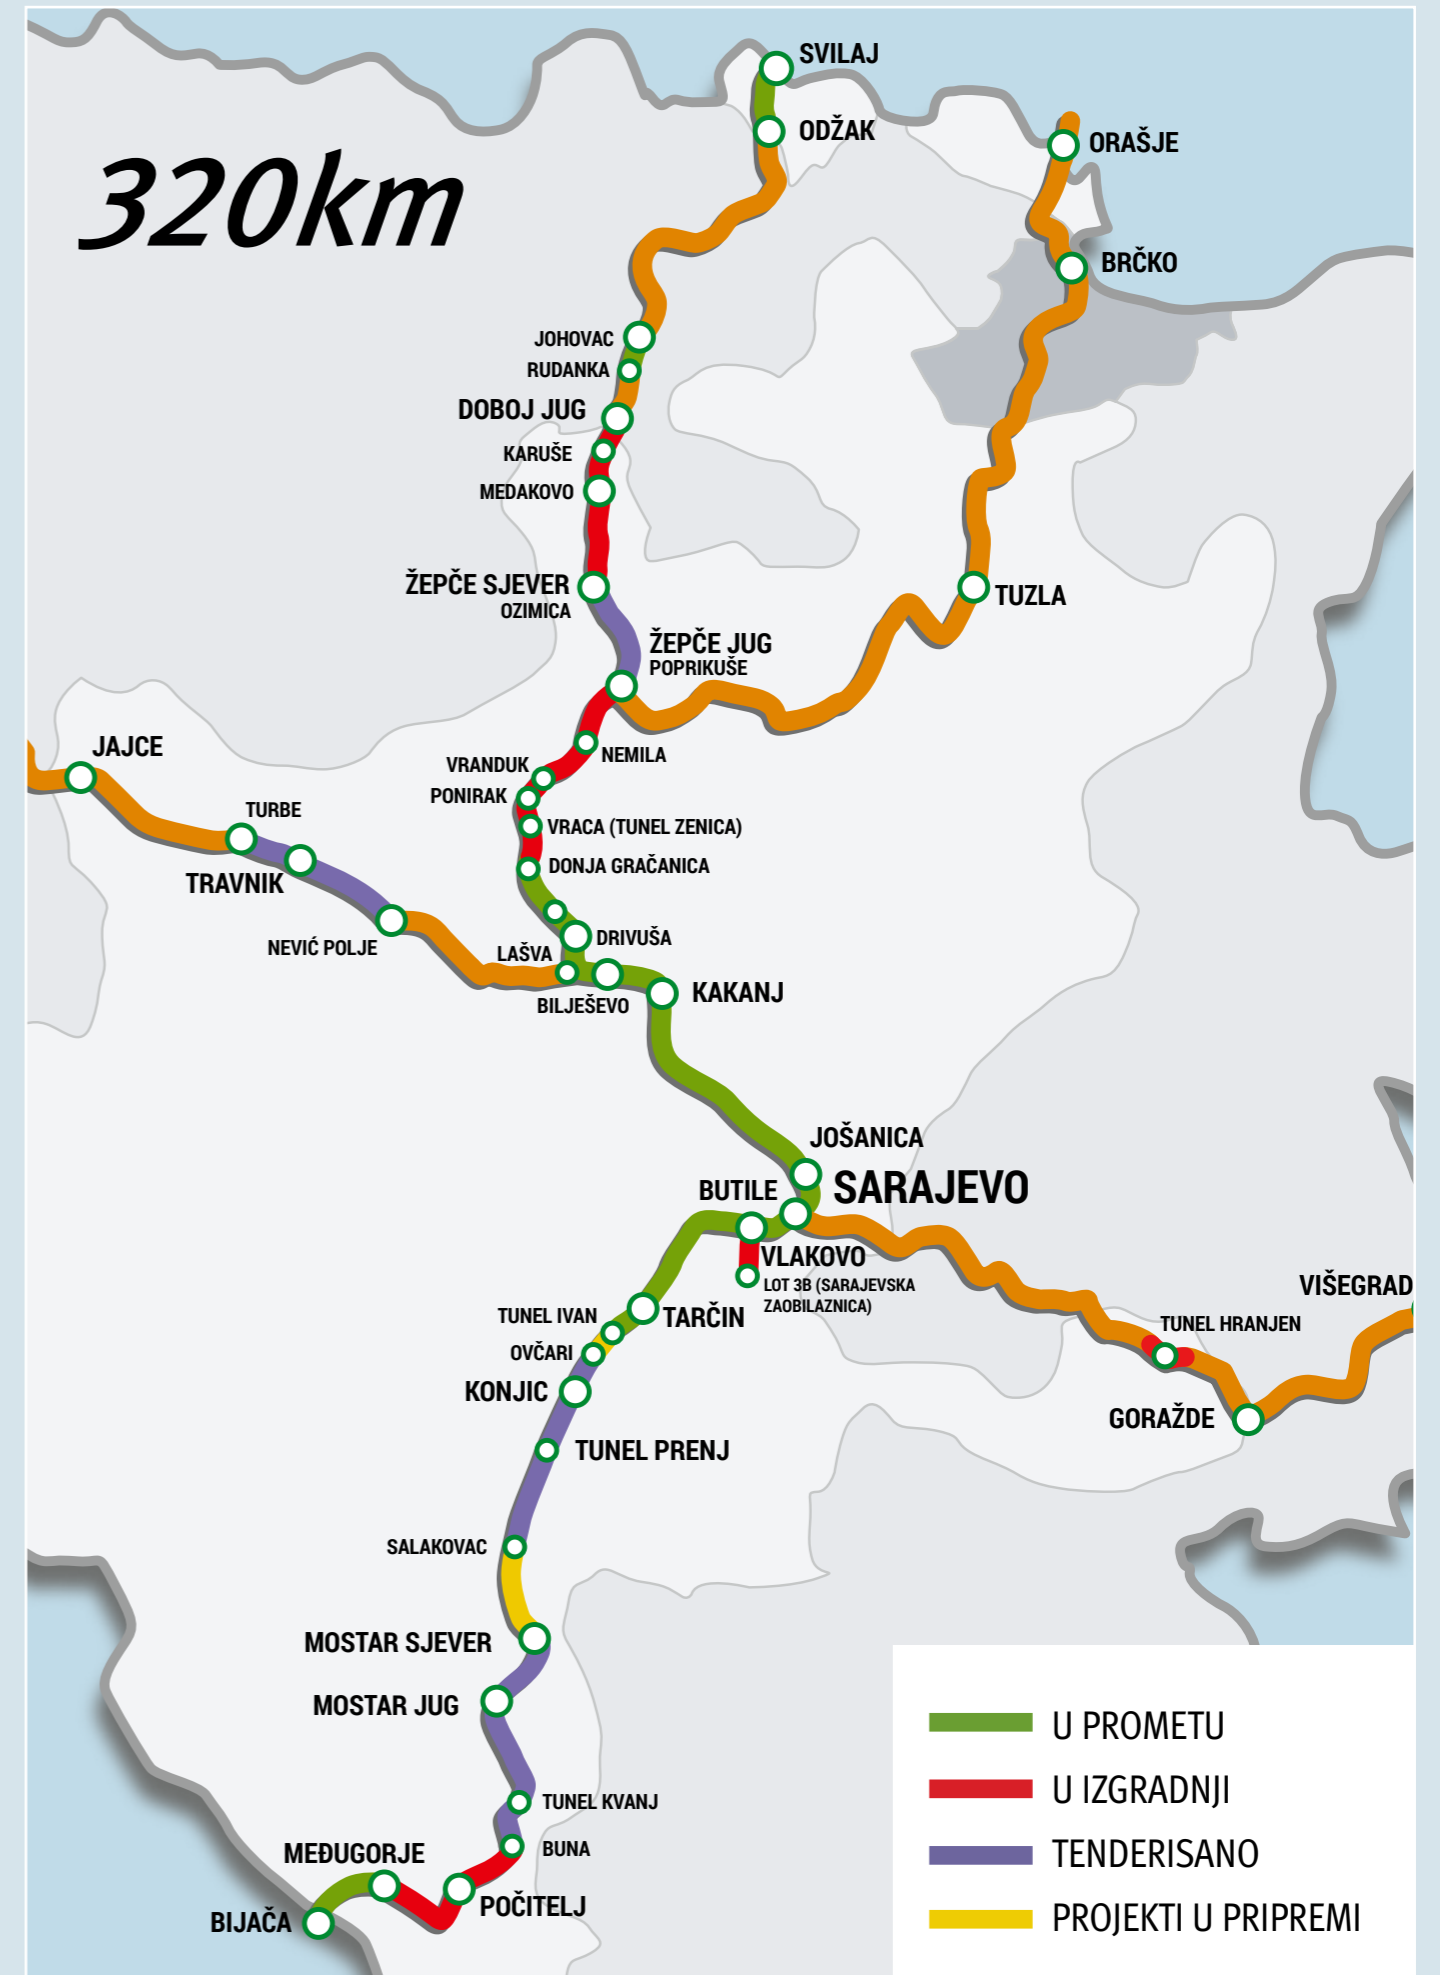 SVILAJ
ODŽAK
ORAŠJE
320km
BRČKO
JOHOVAC
RUDANKA
DOBOJ JUG
KARUŠE
MEDAKOVO
ŽEPČE SJEVER
OZIMICA
TUZLA
ŽEPČE JUG
POPRIKUŠE
JAJCE
NEMILA
VRANDUK
PONIRAK
TURBE
VRACA (TUNEL ZENICA)
DONJA GRAČANICA
TRAVNIK
NEVIĆ POLJE
DRIVUŠA
LAŠVA
BILJEŠEVO
KAKANJ
JOŠANICA
SARAJEVO
BUTILE
VLAKOVO
LOT 3B (SARAJEVSKA
ZAOBILAZNICA)
VIŠEGRAD
TUNEL IVAN
TARČIN
TUNEL HRANJEN
OVČARI
KONJIC
GORAŽDE
TUNEL PRENJ
SALAKOVAC
MOSTAR SJEVER
MOSTAR JUG
TUNEL KVANJ
BUNA
MEĐUGORJE
POČITELJ
BIJAČA
U PROMETU
U IZGRADNJI
TENDERISANO
PROJEKTI U PRIPREMI